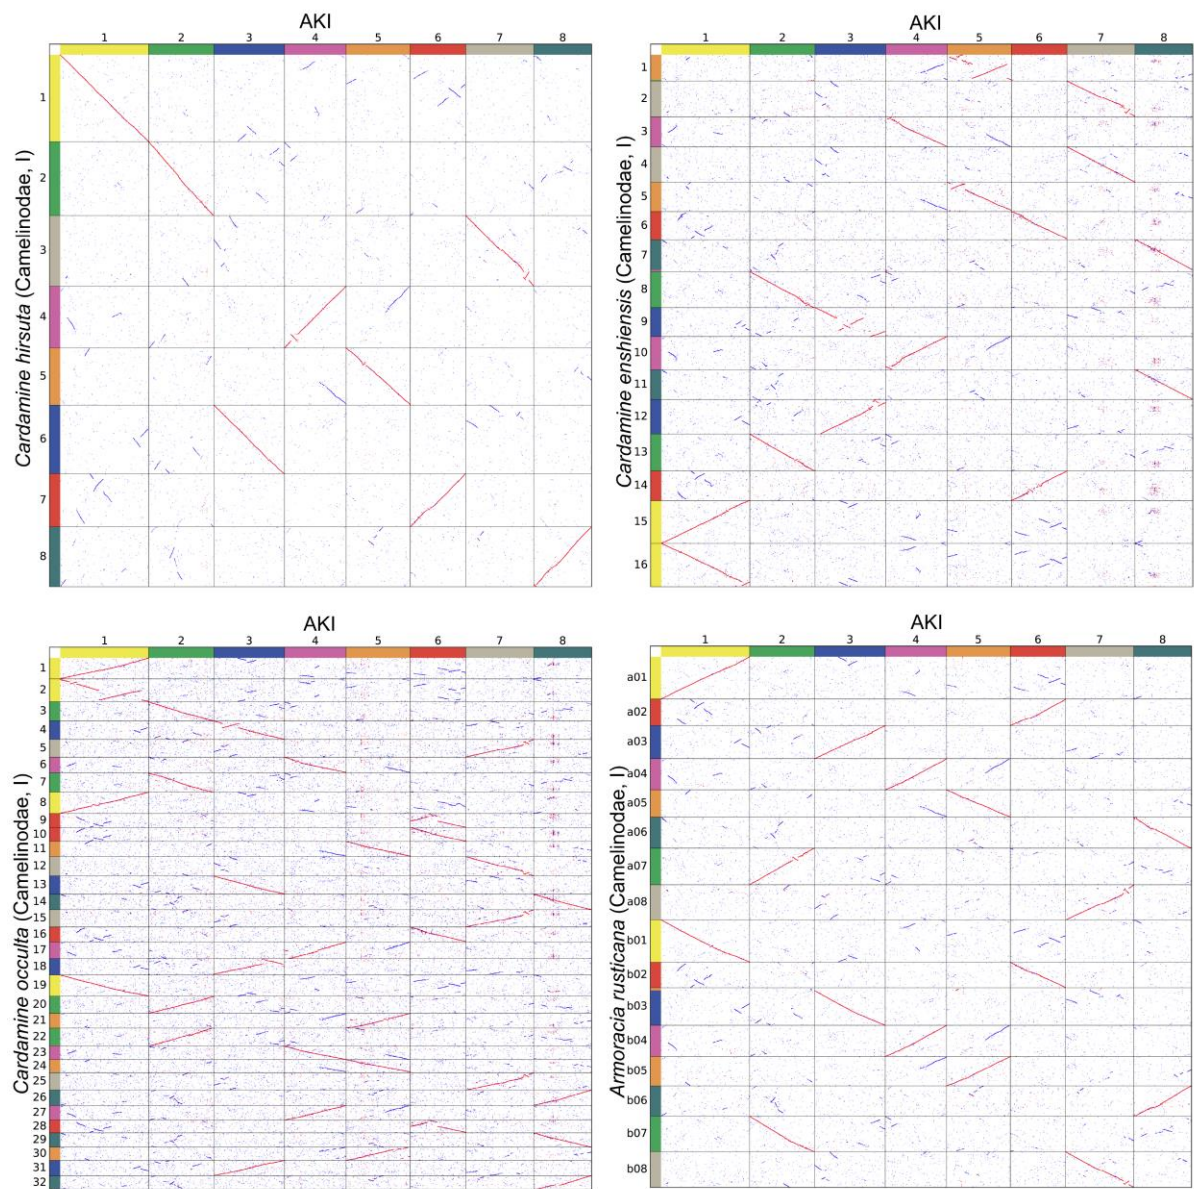 AKI
1 2 3 4 5 6 7 8
Cardamine hirsuta (Camelinodae, I)
1
2
3
4
5
6
7
8
AKI
1 2 3 4 5 6 7 8
Cardamine enshiensis (Camelinodae, I)
1
2
3
4
5
6
7
8
9
10
11
12
13
14
15
16
AKI
1 2 3 4 5 6 7 8
Cardamine occulta (Camelinodae, I)
1
2
3
4
5
6
7
8
9
10
11
12
13
14
15
16
17
18
19
20
21
22
23
24
25
26
27
28
29
30
31
32
AKI
1 2 3 4 5 6 7 8
Armoracia rusticana (Camelinodae, I)
a01
a02
a03
a04
a05
a06
a07
a08
b01
b02
b03
b04
b05
b06
b07
b08